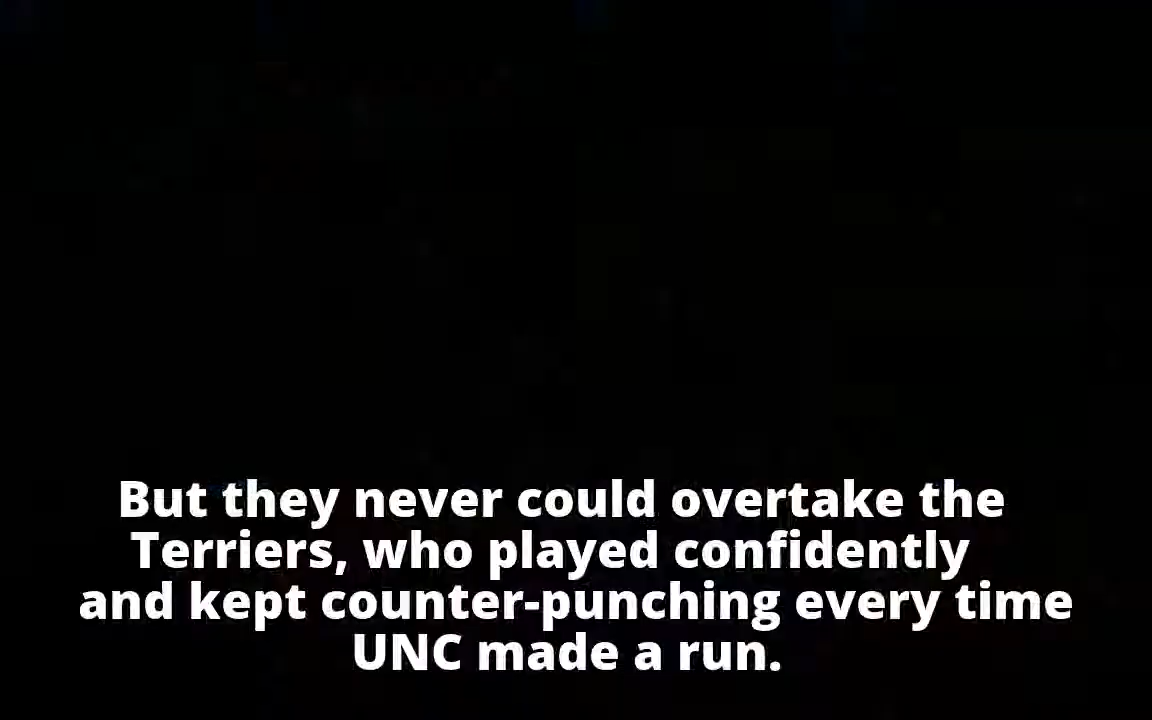 But they never could overtake the
Terriers, who played confidently
and kept counter-punching every time
UNC made a run.